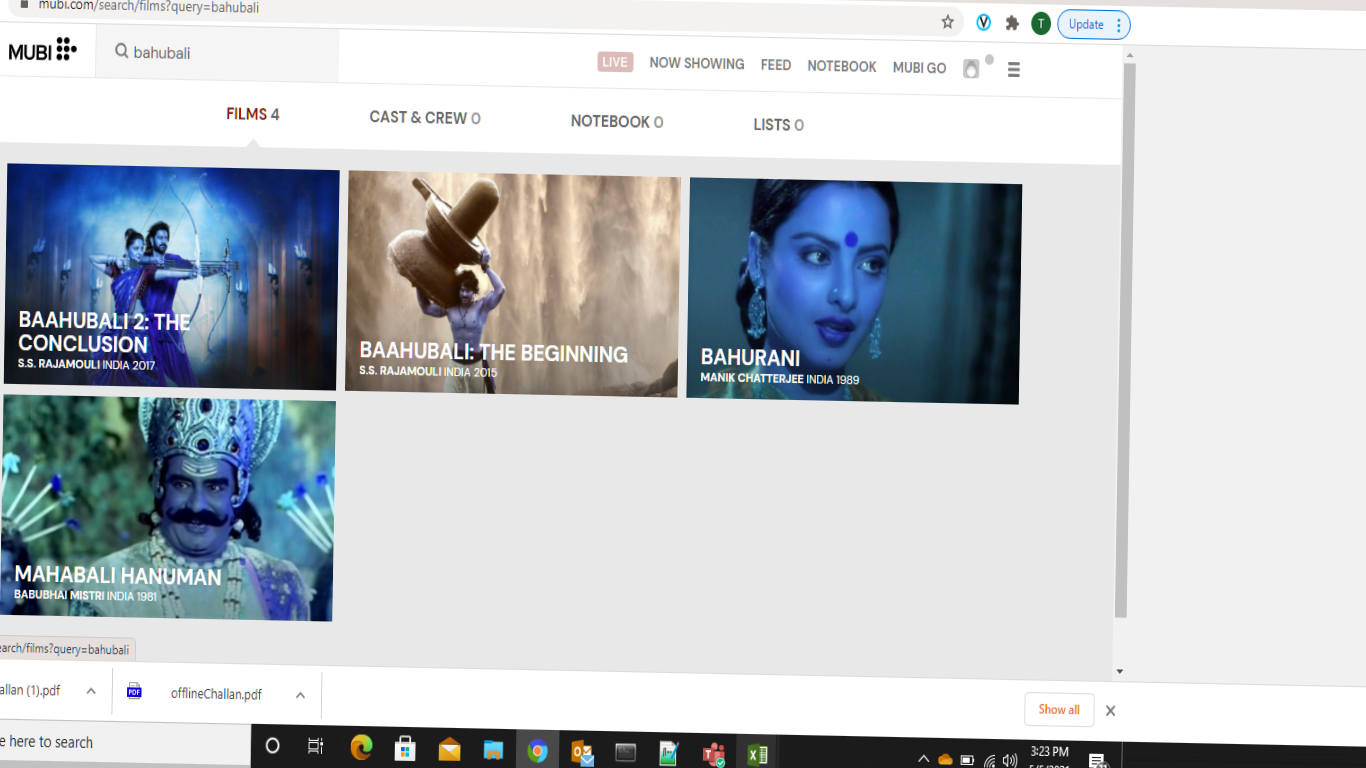 mubi.com/search/films?query=bahubali
Update
MUBI
bahubali
LIVE
NOW SHOWING
FEED
NOTEBOOK
MUBI GO
FILMS 4
CAST & CREW 0
NOTEBOOK 0
LISTS 0
BAAHUBALI 2: THE
CONCLUSION
S.S. RAJAMOULI INDIA 2017
BAAHUBALI: THE BEGINNING
S.S. RAJAMOULI INDIA 2015
BAHURANI
MANIK CHATTERJEE INDIA 1989
MAHABALI HANUMAN
BABUBHAI MISTRI INDIA 1981
earch/films?query=bahubali
allan (1).pdf
PDF
offlineChallan.pdf
Show all
e here to search
3:23 PM